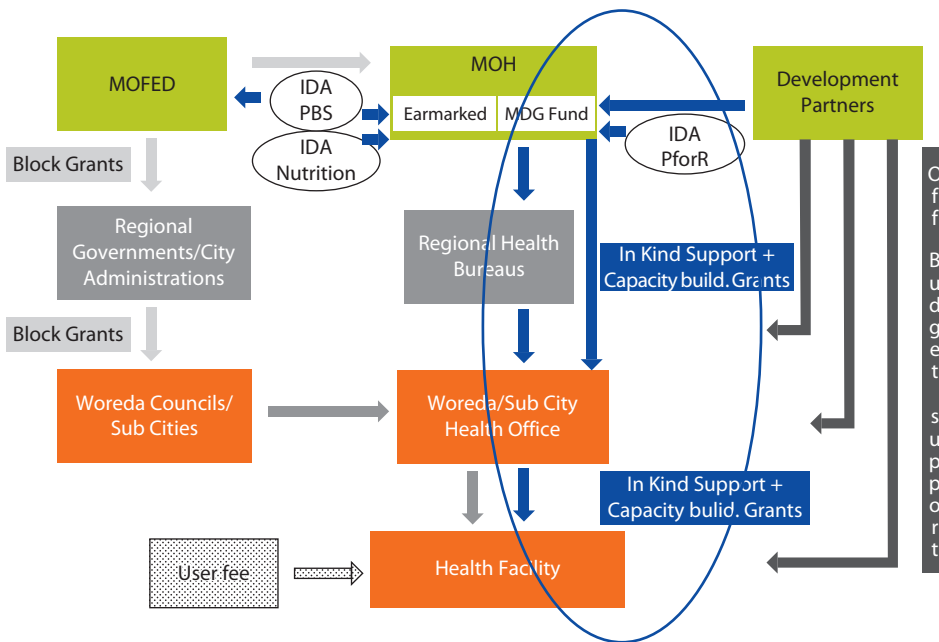 MOFED
IDA
PBS
IDA
Nutrition
MOH
Earmarked
MDG Fund
IDA
PforR
Development
Partners
Block Grants
Regional
Governments/City
Administrations
Regional Health
Bureaus
In Kind Support +
Capacity build. Grants
Block Grants
Woreda Councils/
Sub Cities
Woreda/Sub City
Health Office
In Kind Support +
Capacity bulid. Grants
User fee
Health Facility